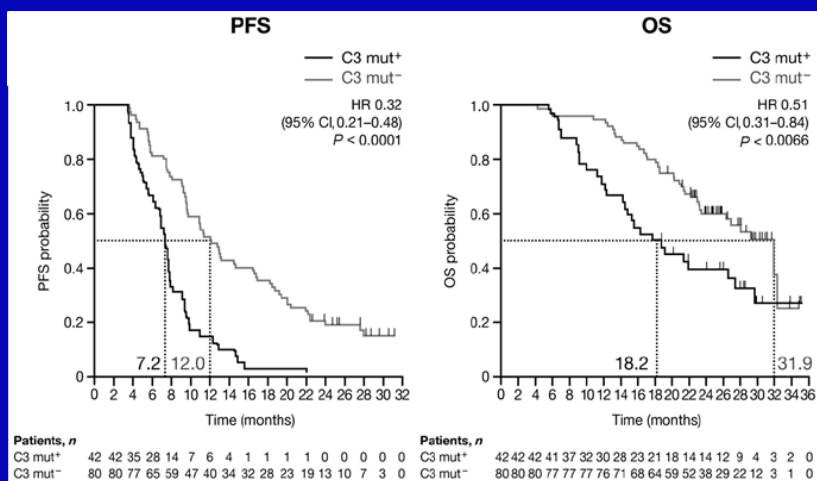 PFS
C3 mut+
C3 mut−
HR 0.32
(95% CI, 0.21–0.48)
P < 0.0001
PFS probability
1.0
0.8
0.6
0.4
0.2
0
7.2
12.0
0 2 4 6 8 10 12 14 16 18 20 22 24 26 28 30 32
Time (months)
Patients, n
C3 mut+ 42 42 35 28 14 7 6 4 1 1 1 1 0 0 0 0 0
C3 mut− 80 80 77 65 59 47 40 34 32 28 23 19 13 10 7 3 0
OS
C3 mut+
C3 mut−
HR 0.51
(95% CI, 0.31–0.84)
P < 0.0066
OS probability
1.0
0.8
0.6
0.4
0.2
0
18.2
31.9
0 2 4 6 8 10 12 14 16 18 20 22 24 26 28 30 32 34 36
Time (months)
Patients, n
C3 mut+ 42 42 42 41 37 32 30 28 23 21 18 14 14 12 9 4 3 2 0
C3 mut− 80 80 80 77 77 77 76 71 68 64 59 52 38 29 22 12 3 1 0